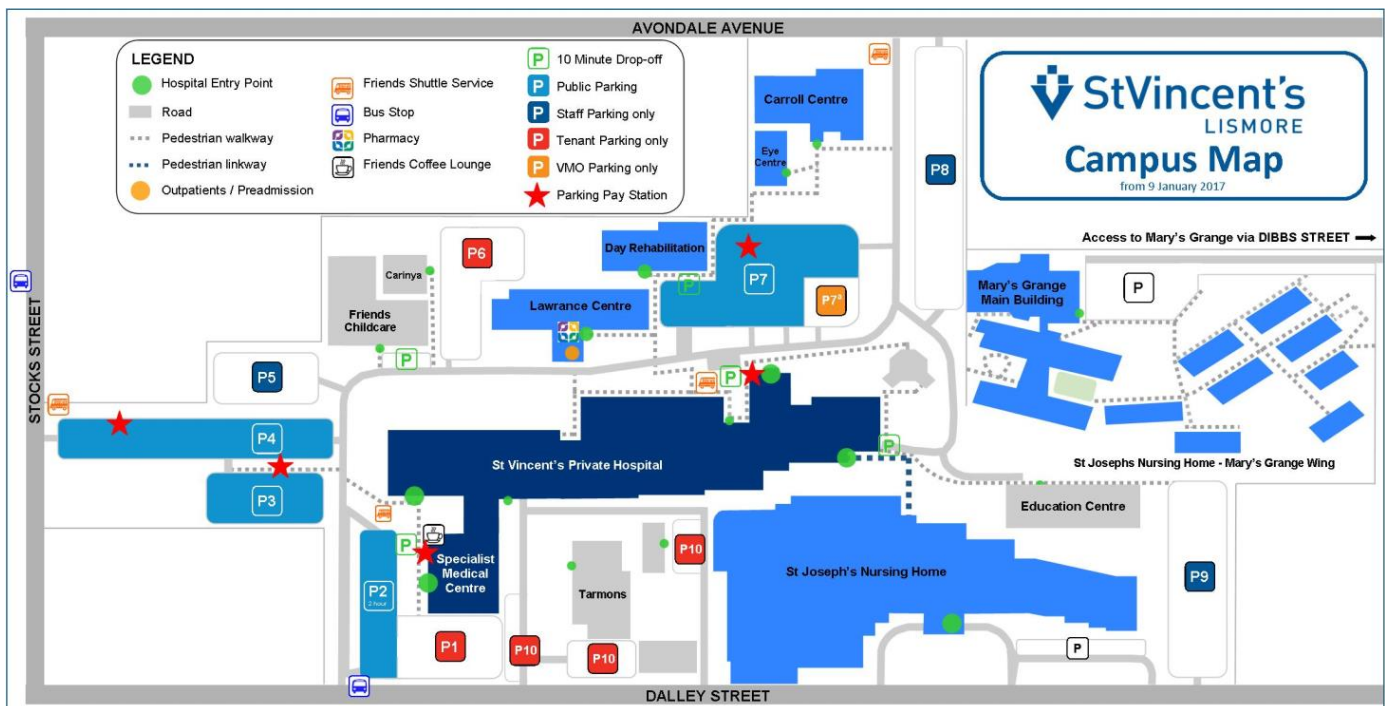 AVONDALE AVENUE
LEGEND
Hospital Entry Point
Road
Pedestrian walkway
Pedestrian linkway
Outpatients / Preadmission
Friends Shuttle Service
Bus Stop
Pharmacy
Friends Coffee Lounge
P 10 Minute Drop-off
P Public Parking
P Staff Parking only
P Tenant Parking only
P VMO Parking only
Parking Pay Station
StVincent's
LISMORE
Campus Map
from 9 January 2017
Carroll Centre
Eye
Centre
P8
Access to Mary's Grange via DIBBS STREET
Day Rehabilitation
P6
P7
P
P7ᵃ
Carinya
Lawrance Centre
Friends
Childcare
P
Mary's Grange
Main Building
P
STOCKS STREET
P5
P
P4
P
St Vincent's Private Hospital
St Josephs Nursing Home - Mary's Grange Wing
P3
Education Centre
P
Specialist
Medical
Centre
P2
2 hour
P10
Tarmons
St Joseph's Nursing Home
P9
P1
P10
P10
P
DALLEY STREET